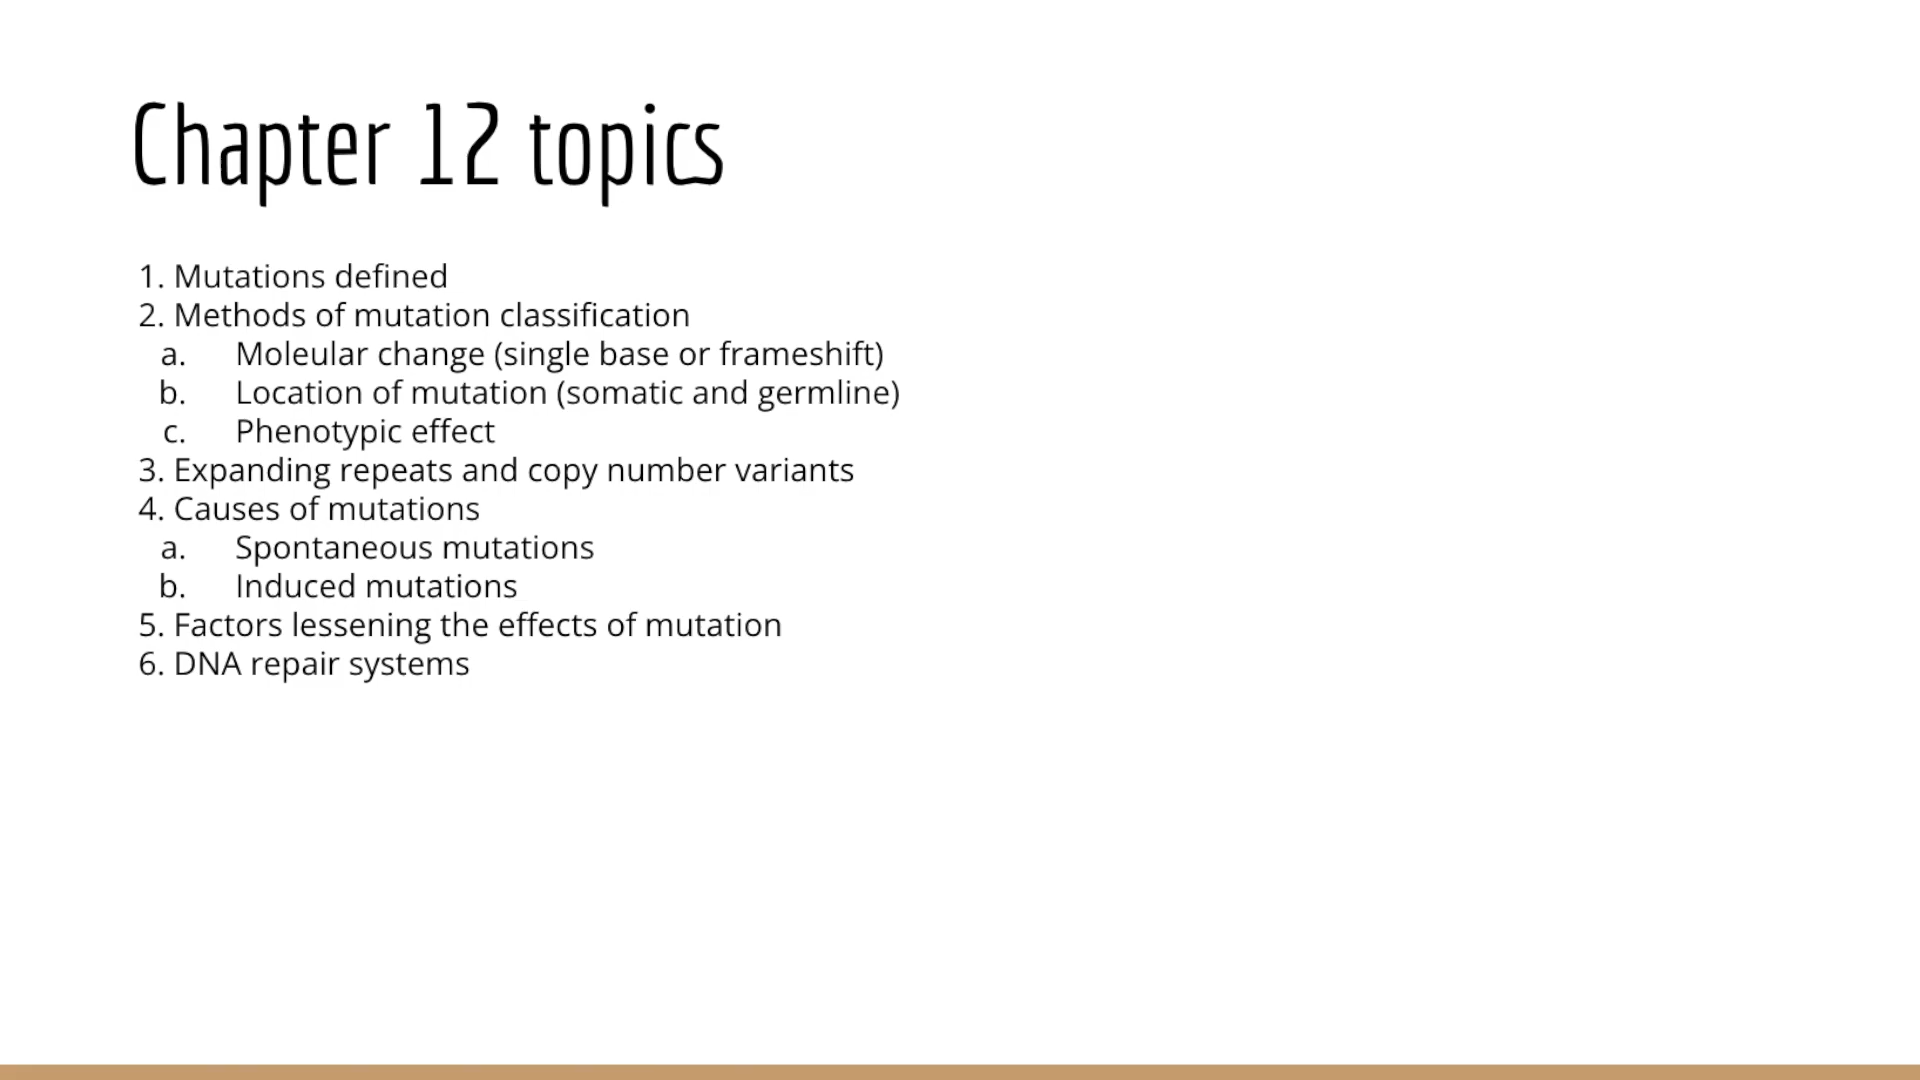 Chapter 12 topics
1. Mutations defined
2. Methods of mutation classification
a. Moleular change (single base or frameshift)
b. Location of mutation (somatic and germline)
c. Phenotypic effect
3. Expanding repeats and copy number variants
4. Causes of mutations
a. Spontaneous mutations
b. Induced mutations
5. Factors lessening the effects of mutation
6. DNA repair systems